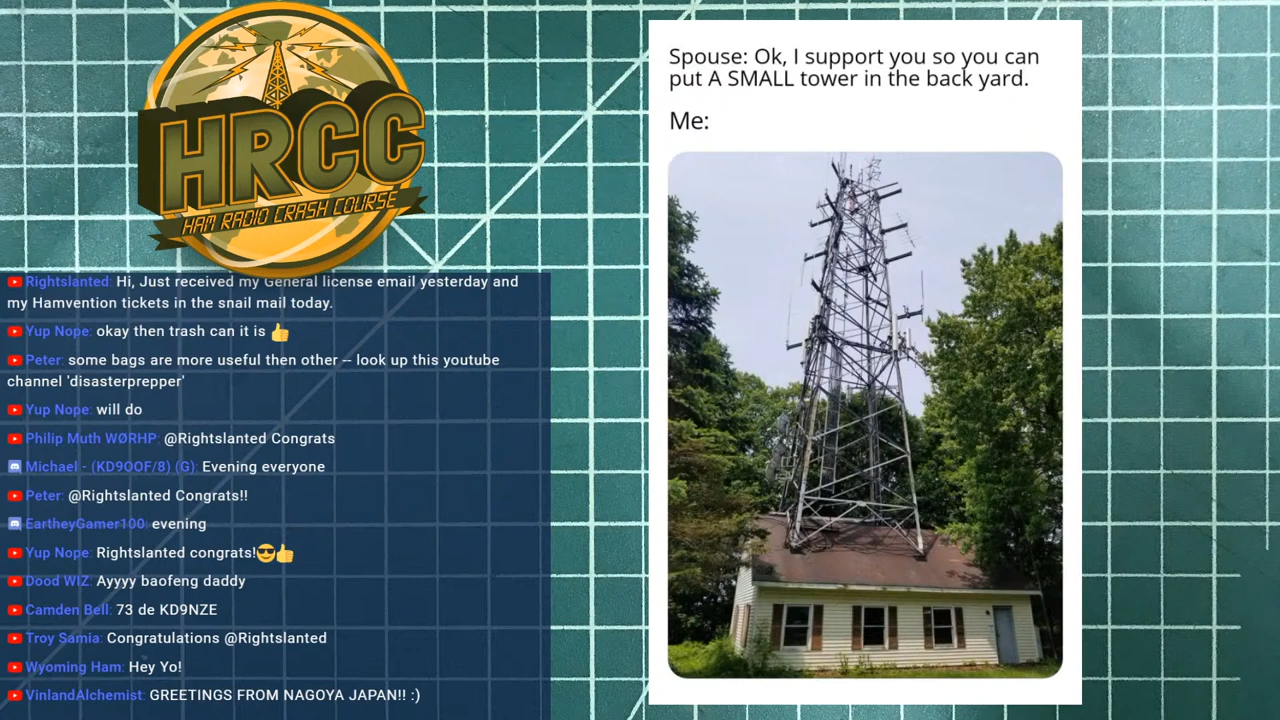 HRCC
HAM RADIO CRASH COURSE
Rightslanted: Hi, Just received my General license email yesterday and
my Hamvention tickets in the snail mail today.
Yup Nope: okay then trash can it is 👍
Peter: some bags are more useful then other -- look up this youtube
channel 'disasterprepper'
Yup Nope: will do
Philip Muth WØRHP: @Rightslanted Congrats
Michael - (KD9OOF/8) (G): Evening everyone
Peter: @Rightslanted Congrats!!
EartheyGamer100: evening
Yup Nope: Rightslanted congrats!😎👍
Dood WIZ: Ayyyy baofeng daddy
Camden Bell: 73 de KD9NZE
Troy Samia: Congratulations @Rightslanted
Wyoming Ham: Hey Yo!
VinlandAlchemist: GREETINGS FROM NAGOYA JAPAN!! :)
Spouse: Ok, I support you so you can
put A SMALL tower in the back yard.
Me: